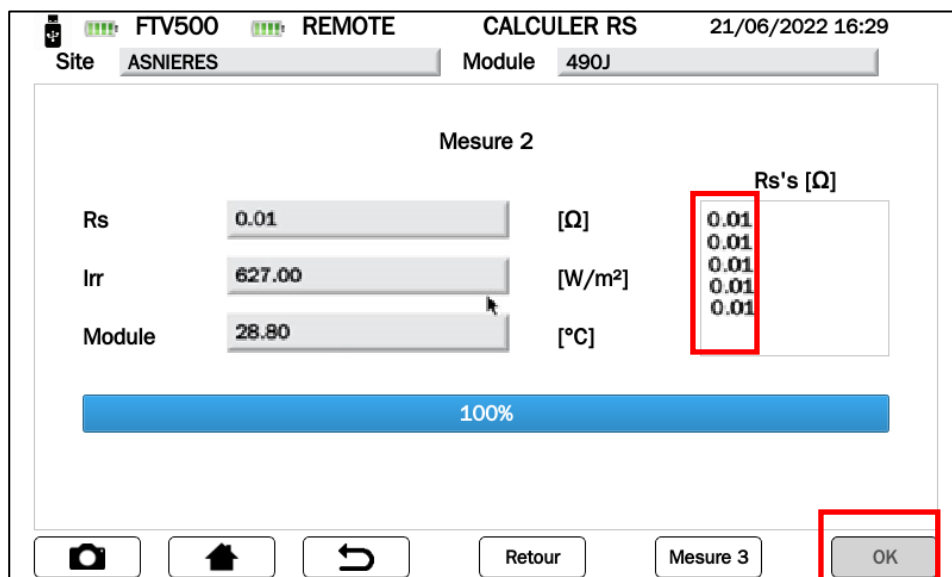 FTV500 REMOTE CALCULER RS 21/06/2022 16:29
Site ASNIERES Module 490J
Mesure 2
Rs's [Ω]
Rs 0.01 [Ω]
Irr 627.00 [W/m²]
Module 28.80 [°C]
0.01
0.01
0.01
0.01
0.01
100%
Retour Mesure 3 OK